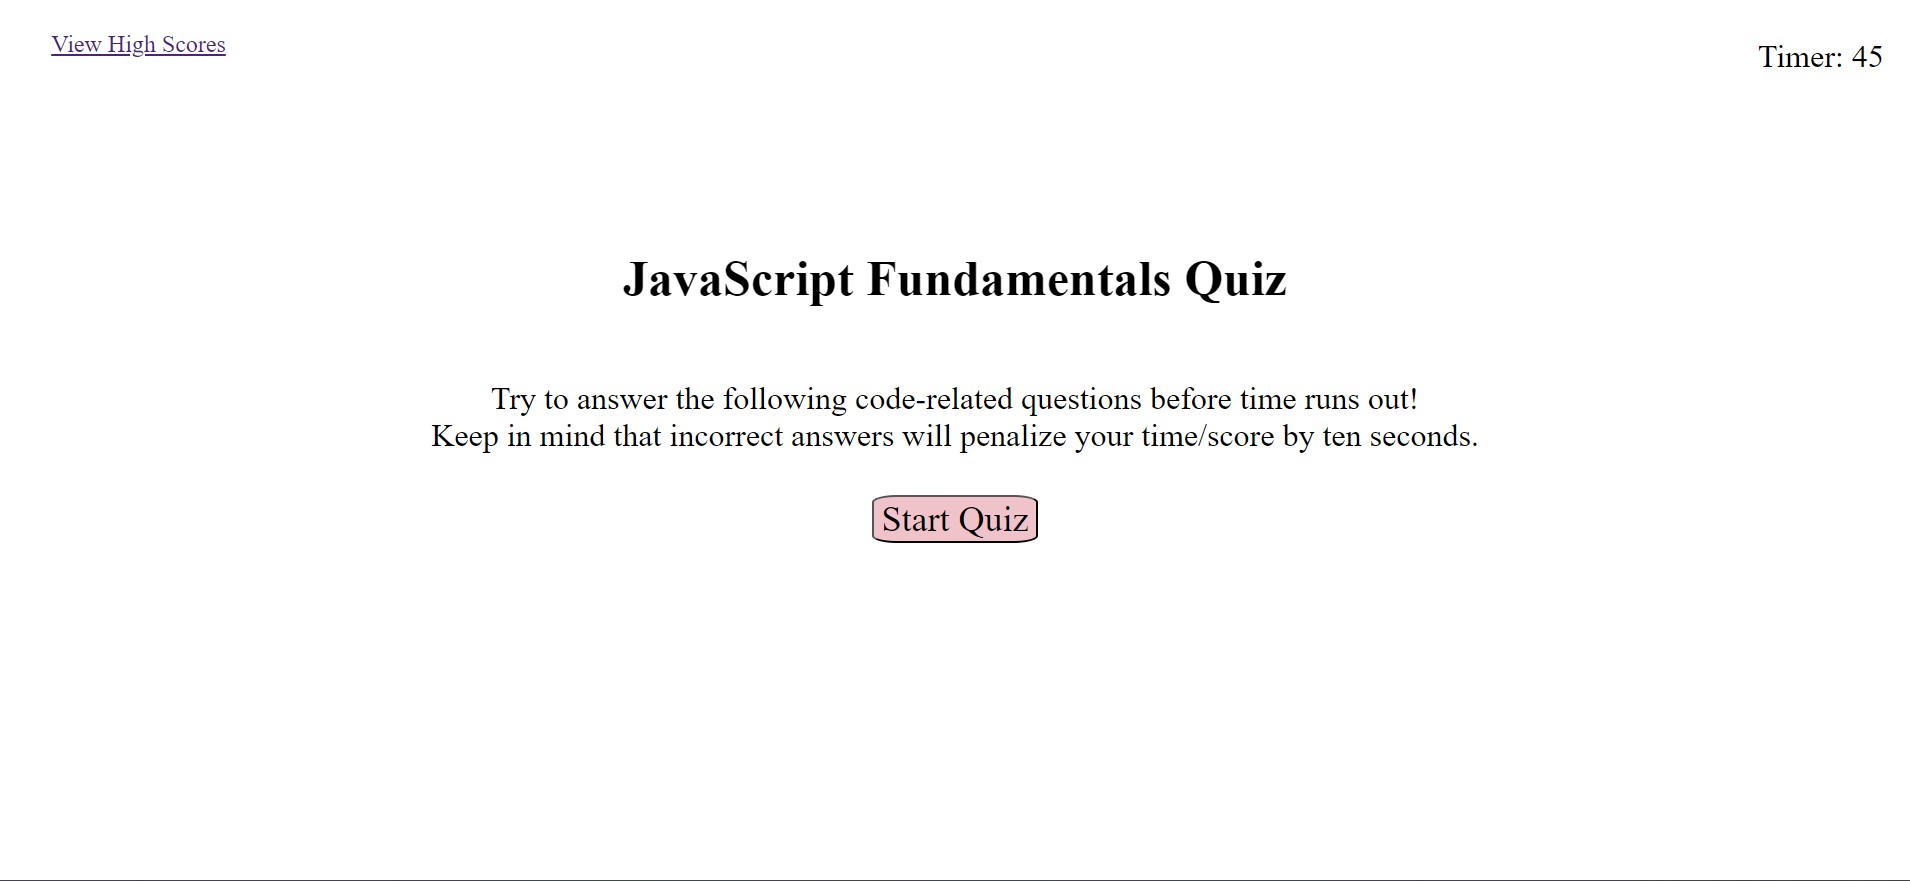 View High Scores
Timer: 45
JavaScript Fundamentals Quiz
Try to answer the following code-related questions before time runs out!
Keep in mind that incorrect answers will penalize your time/score by ten seconds.
Start Quiz